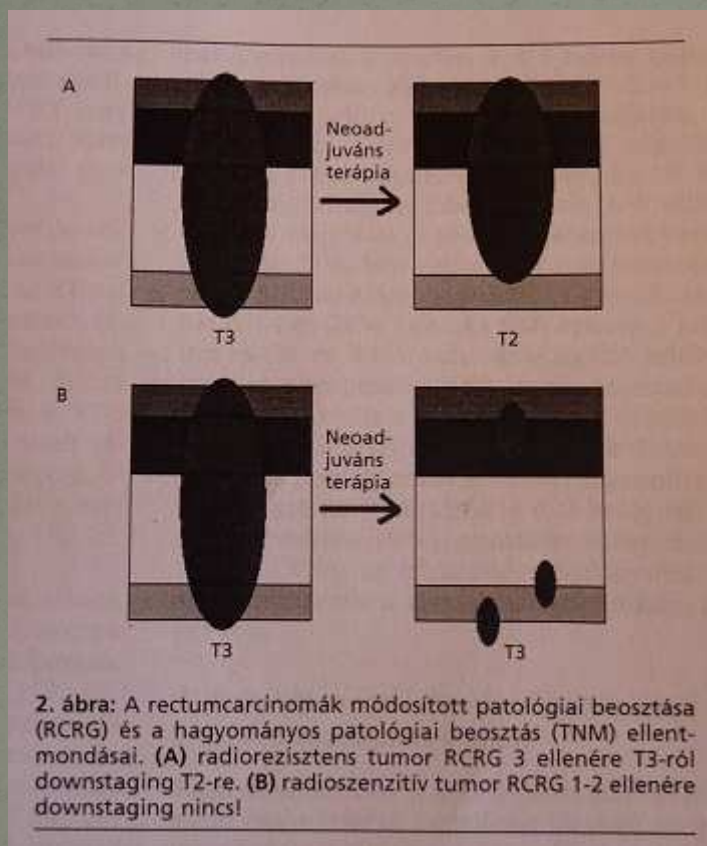 A
Neoad-
juváns
terápia
T3
T2
B
Neoad-
juváns
terápia
T3
T3
2. ábra: A rectumcarcinomák módosított patológiai beosztása
(RCRG) és a hagyományos patológiai beosztás (TNM) ellent-
mondásai. (A) radiorezisztens tumor RCRG 3 ellenére T3-ról
downstaging T2-re. (B) radioszenzitív tumor RCRG 1-2 ellenére
downstaging nincs!